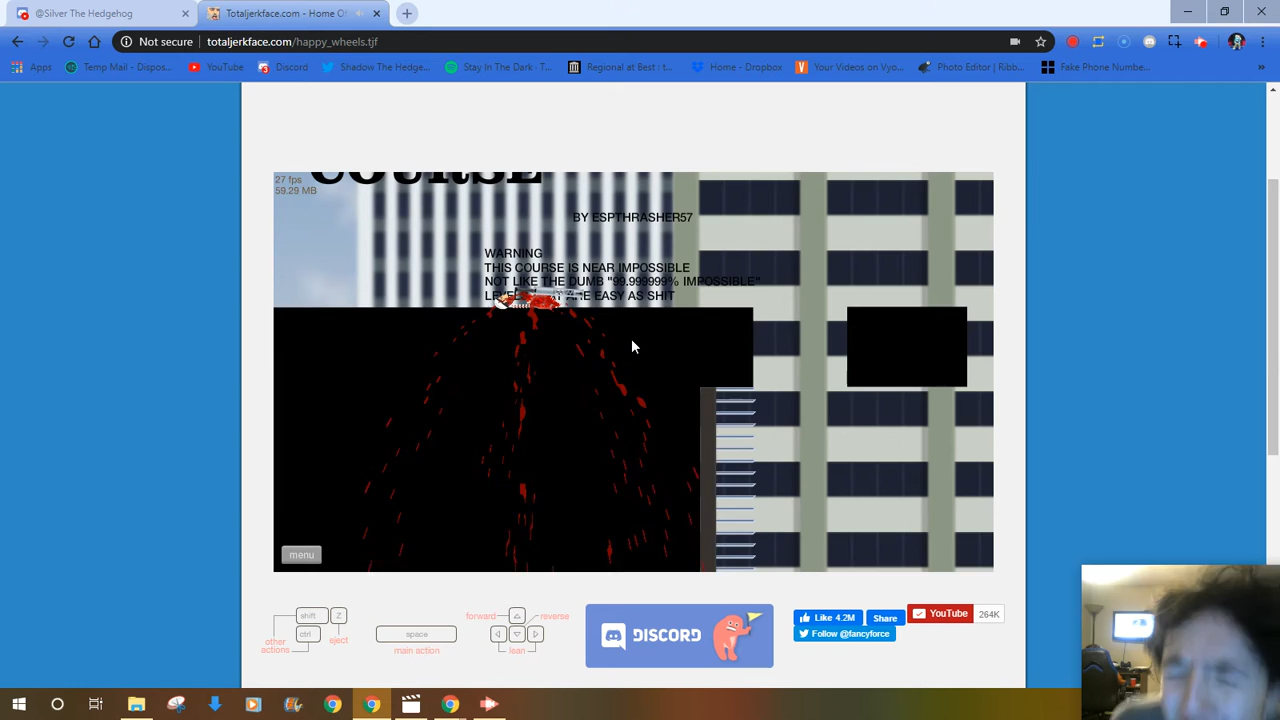 @Silver The Hedgehog
Totaljerkface.com - Home Of
Not secure
totaljerkface.com/happy_wheels.tjf
Apps
Temp Mail - Dispos...
YouTube
Discord
Shadow The Hedge...
Stay In The Dark · T...
Regional at Best : t...
Home - Dropbox
Your Videos on Vyo...
Photo Editor | Ribb...
Fake Phone Numbe...
»
27 fps
59.29 MB
COURSE
BY ESPTHRASHER57
WARNING
THIS COURSE IS NEAR IMPOSSIBLE
NOT LIKE THE DUMB "99.999999% IMPOSSIBLE"
EASY AS SHIT
menu
shift
Z
ctrl
other
actions
eject
space
main action
forward
reverse
lean
DISCORD
Like 4.2M
Share
YouTube
264K
Follow @fancyforce